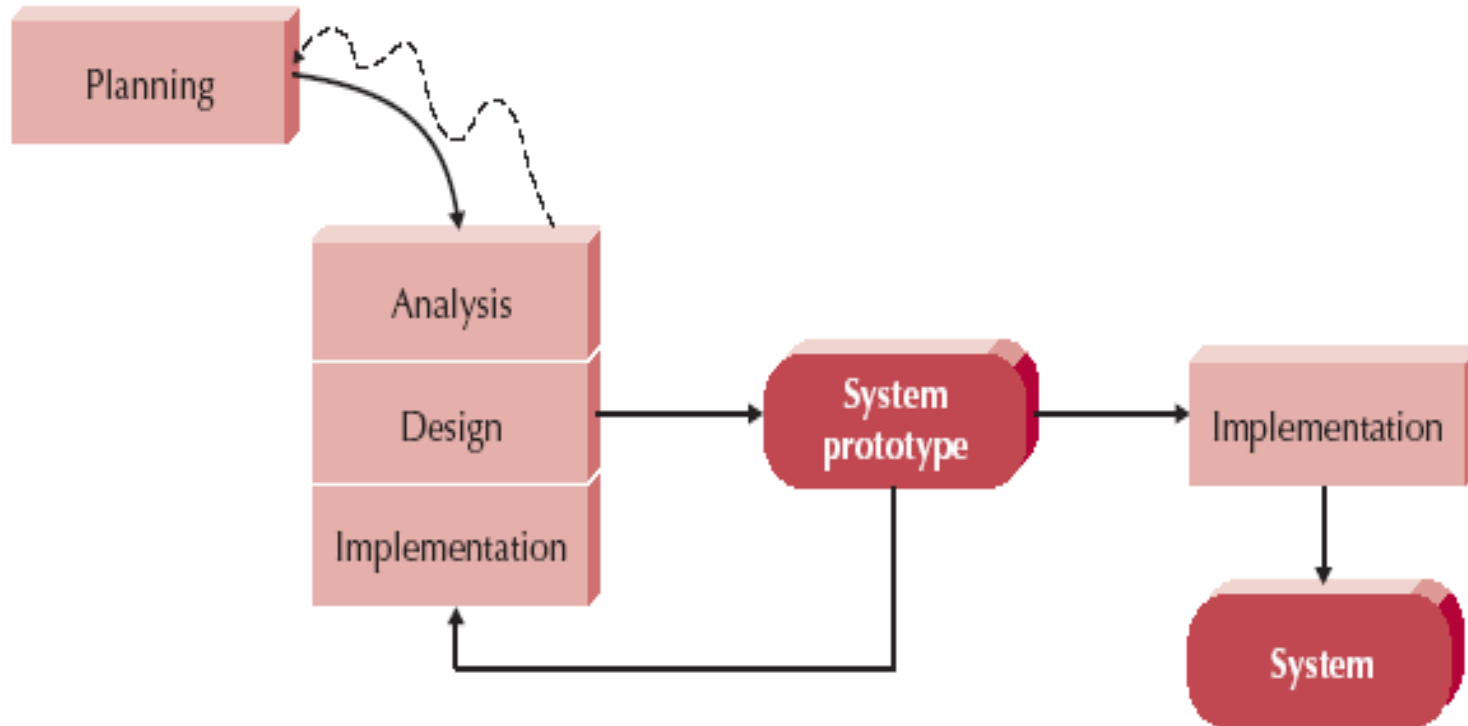 Planning
Analysis
Design
Implementation
System
prototype
Implementation
System